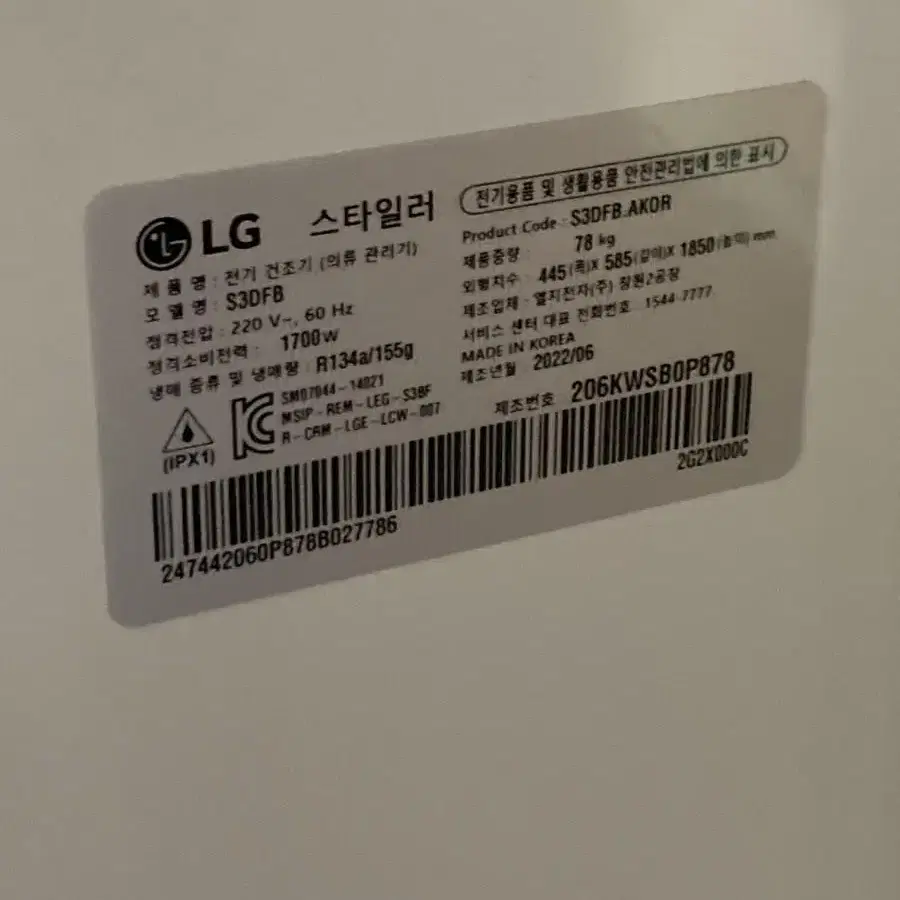 LG 스타일러
제 품 명 : 전기 건조기 (의류 관리기)
모 델 명 : S3DFB
정격전압 : 220 V~, 60 Hz
정격소비전력 : 1700W
냉매 종류 및 냉매량 : R134a/155g
(IPX1)
SM07044-14021
MSIP-REM-LEG-S3BF
R-CRM-LGE-LCW-007
전기용품 및 생활용품 안전관리법에 의한 표시
Product Code : S3DFB.AKOR
제품중량 : 78 kg
외형치수 : 445(폭)X 585(깊이)X 1850(높이) mm
제조업체 : 엘지전자(주) 창원2공장
서비스 센터 대표 전화번호 : 1544-7777
MADE IN KOREA
제조년월 2022/06
제조번호 206KWSB0P878
2G2X000C
247442060P878B027786